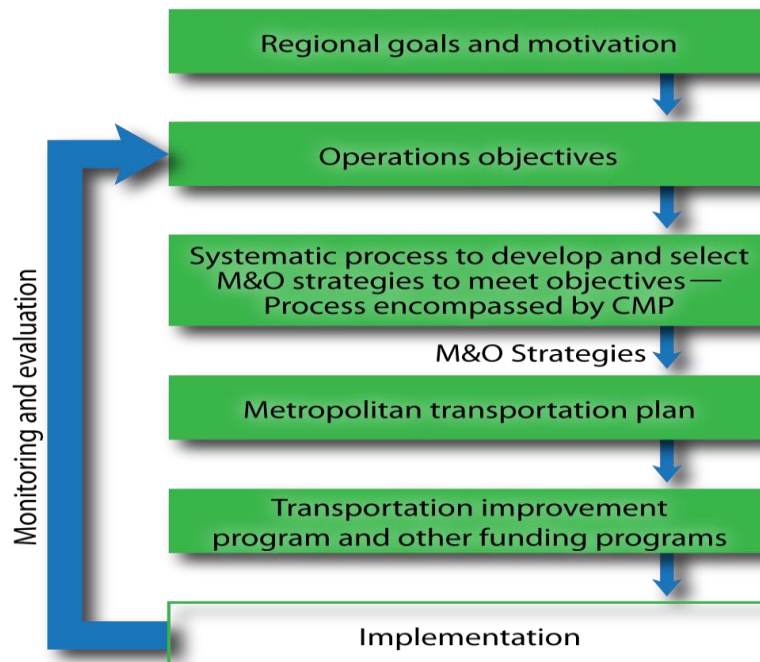 Regional goals and motivation
Operations objectives
Systematic process to develop and select
M&O strategies to meet objectives—
Process encompassed by CMP
M&O Strategies
Metropolitan transportation plan
Transportation improvement
program and other funding programs
Implementation
Monitoring and evaluation